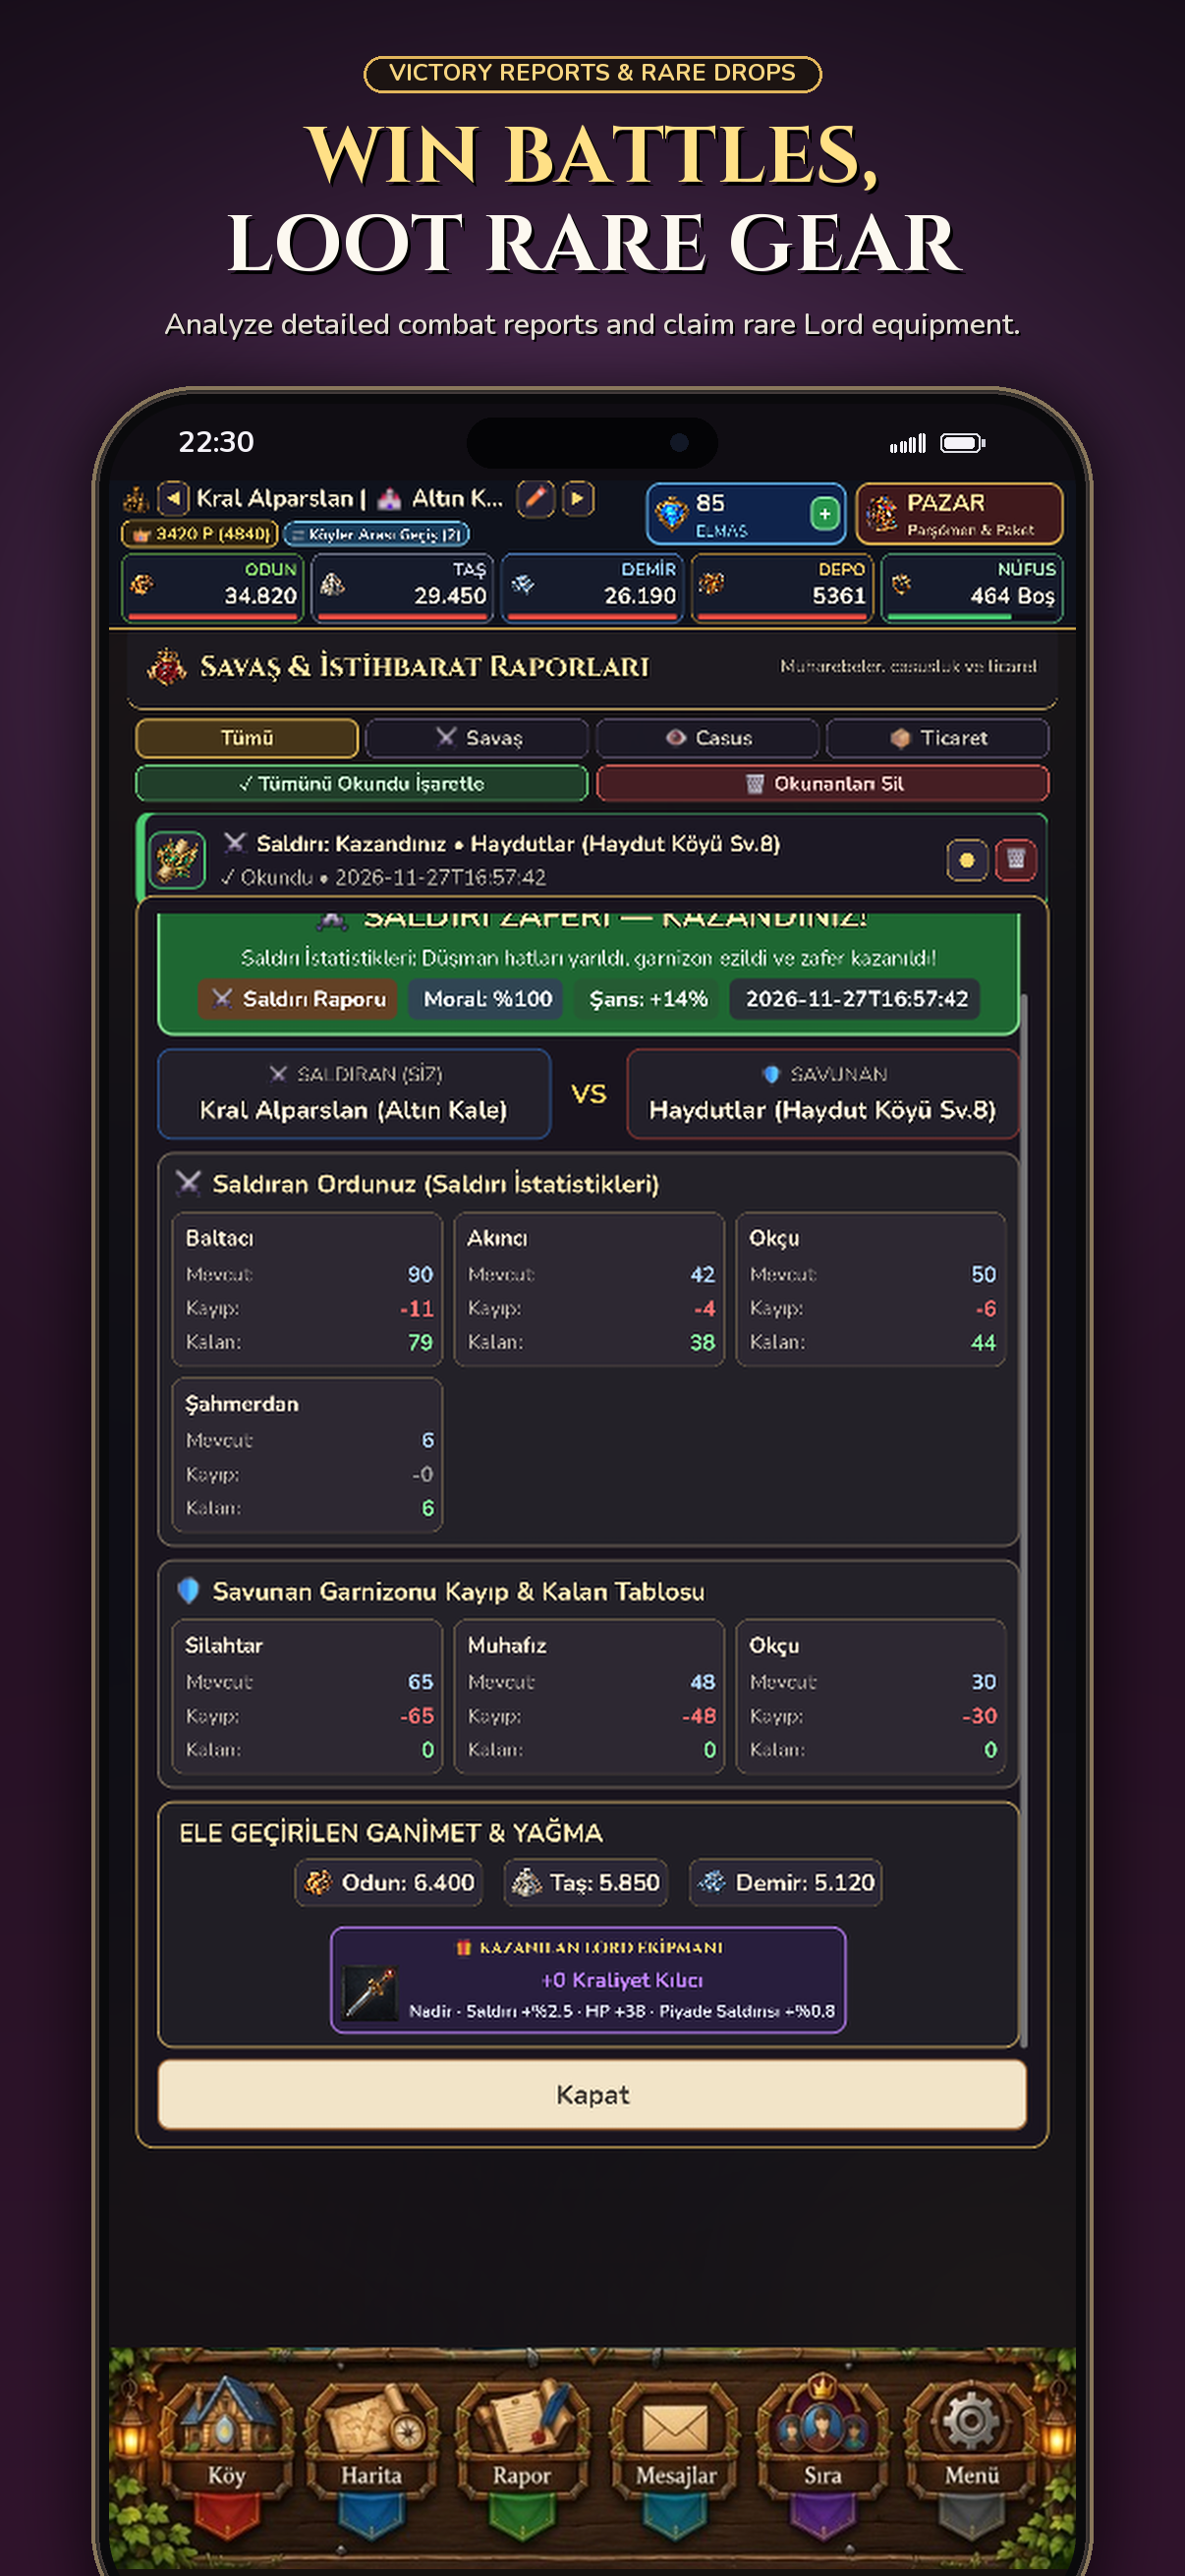 VICTORY REPORTS & RARE DROPS
WIN BATTLES,
LOOT RARE GEAR
Analyze detailed combat reports and claim rare Lord equipment.
22:30
Kral Alparslan | Altın K...
85
ELMAS
+
PAZAR
Parşömen & Paket
3420 P (4840)
Köyler Arası Geçiş (2)
ODUN
34.820
TAŞ
29.450
DEMİR
26.190
DEPO
5361
NÜFUS
464 Boş
SAVAŞ & İSTİHBARAT RAPORLARI
Muharebeler, casusluk ve ticaret
Tümü
Savaş
Casus
Ticaret
✓ Tümünü Okundu İşaretle
Okunanları Sil
Saldırı: Kazandınız • Haydutlar (Haydut Köyü Sv.8)
✓ Okundu • 2026-11-27T16:57:42
SALDIRI ZAFERİ — KAZANDINIZ!
Saldırı İstatistikleri: Düşman hatları yarıldı, garnizon ezildi ve zafer kazanıldı!
Saldırı Raporu
Moral: %100
Şans: +14%
2026-11-27T16:57:42
SALDIRAN (SİZ)
Kral Alparslan (Altın Kale)
VS
SAVUNAN
Haydutlar (Haydut Köyü Sv.8)
Saldıran Ordunuz (Saldırı İstatistikleri)
Baltacı
Mevcut: 90
Kayıp: -11
Kalan: 79
Akıncı
Mevcut: 42
Kayıp: -4
Kalan: 38
Okçu
Mevcut: 50
Kayıp: -6
Kalan: 44
Şahmerdan
Mevcut: 6
Kayıp: -0
Kalan: 6
Savunan Garnizonu Kayıp & Kalan Tablosu
Silahtar
Mevcut: 65
Kayıp: -65
Kalan: 0
Muhafız
Mevcut: 48
Kayıp: -48
Kalan: 0
Okçu
Mevcut: 30
Kayıp: -30
Kalan: 0
ELE GEÇİRİLEN GANİMET & YAĞMA
Odun: 6.400
Taş: 5.850
Demir: 5.120
KAZANILAN LORD EKİPMANI
+0 Kraliyet Kılıcı
Nadir · Saldırı +%2.5 · HP +38 · Piyade Saldırısı +%0.8
Kapat
Köy
Harita
Rapor
Mesajlar
Sıra
Menü